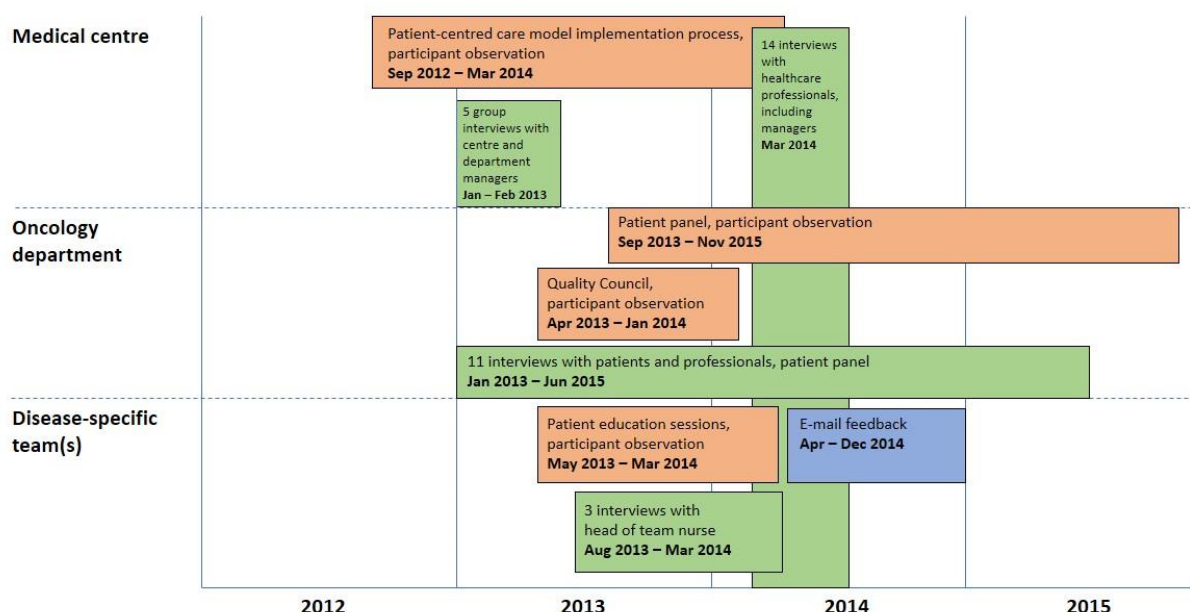 Medical centre
Patient-centred care model implementation process,
participant observation
Sep 2012 – Mar 2014
14 interviews
with
healthcare
professionals,
including
managers
Mar 2014
5 group
interviews with
centre and
department
managers
Jan – Feb 2013
Oncology
department
Patient panel, participant observation
Sep 2013 – Nov 2015
Quality Council,
participant observation
Apr 2013 – Jan 2014
11 interviews with patients and professionals, patient panel
Jan 2013 – Jun 2015
Disease-specific
team(s)
Patient education sessions,
participant observation
May 2013 – Mar 2014
E-mail feedback
Apr – Dec 2014
3 interviews with
head of team nurse
Aug 2013 – Mar 2014
2012 2013 2014 2015